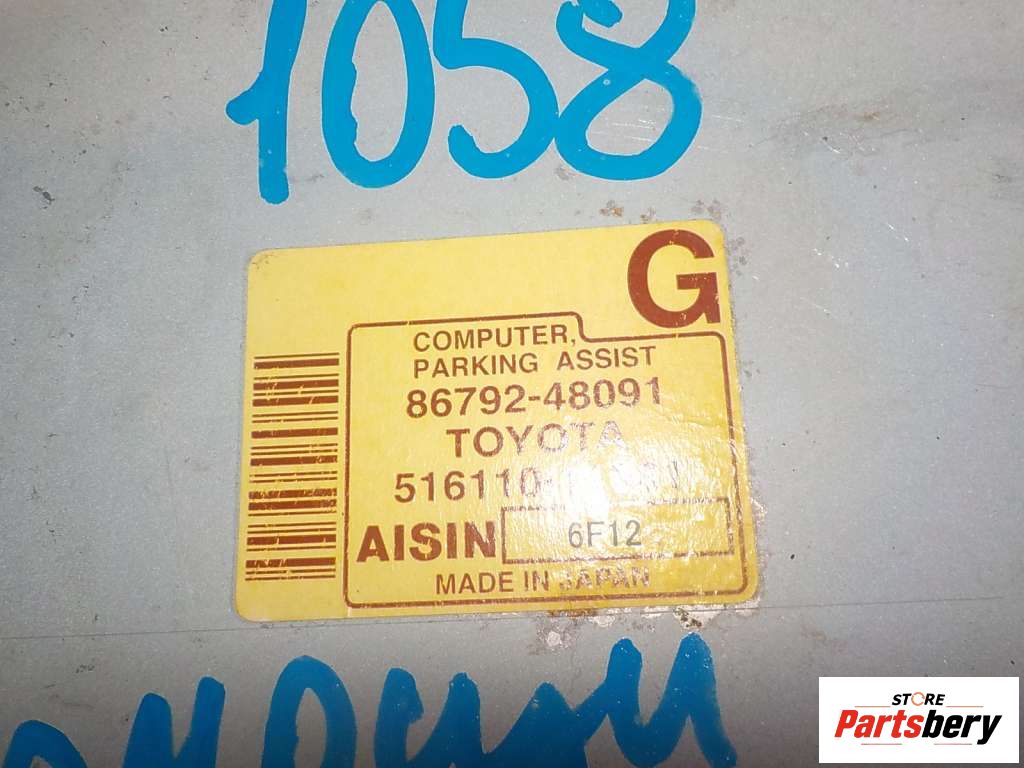 1058
G
COMPUTER,
PARKING ASSIST
86792-48091
TOYOTA
AISIN 6F12
MADE IN JAPAN
STORE
Partsbery